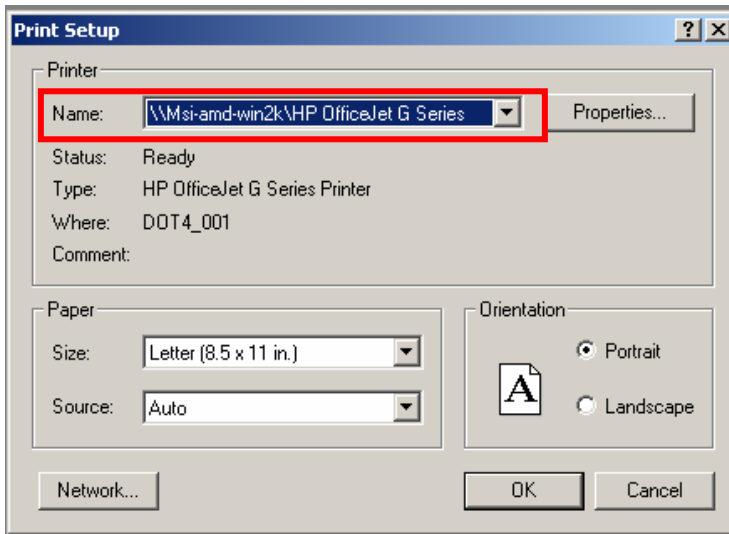 Print Setup
Printer
Name: \\Msi-amd-win2k\HP OfficeJet G Series Properties...
Status: Ready
Type: HP OfficeJet G Series Printer
Where: DOT4_001
Comment:
Paper
Size: Letter (8.5 x 11 in.)
Source: Auto
Orientation
A
Portrait
Landscape
Network... OK Cancel